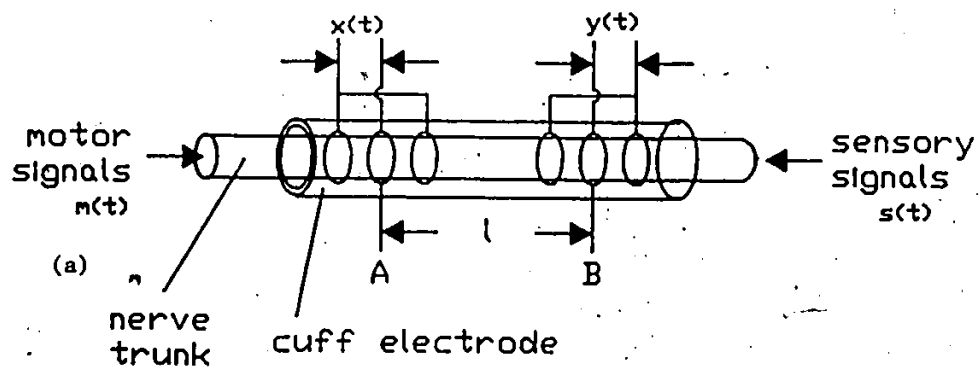 x(t)
y(t)
motor
signals
m(t)
sensory
signals
s(t)
l
(a)
A
B
nerve
trunk
cuff electrode